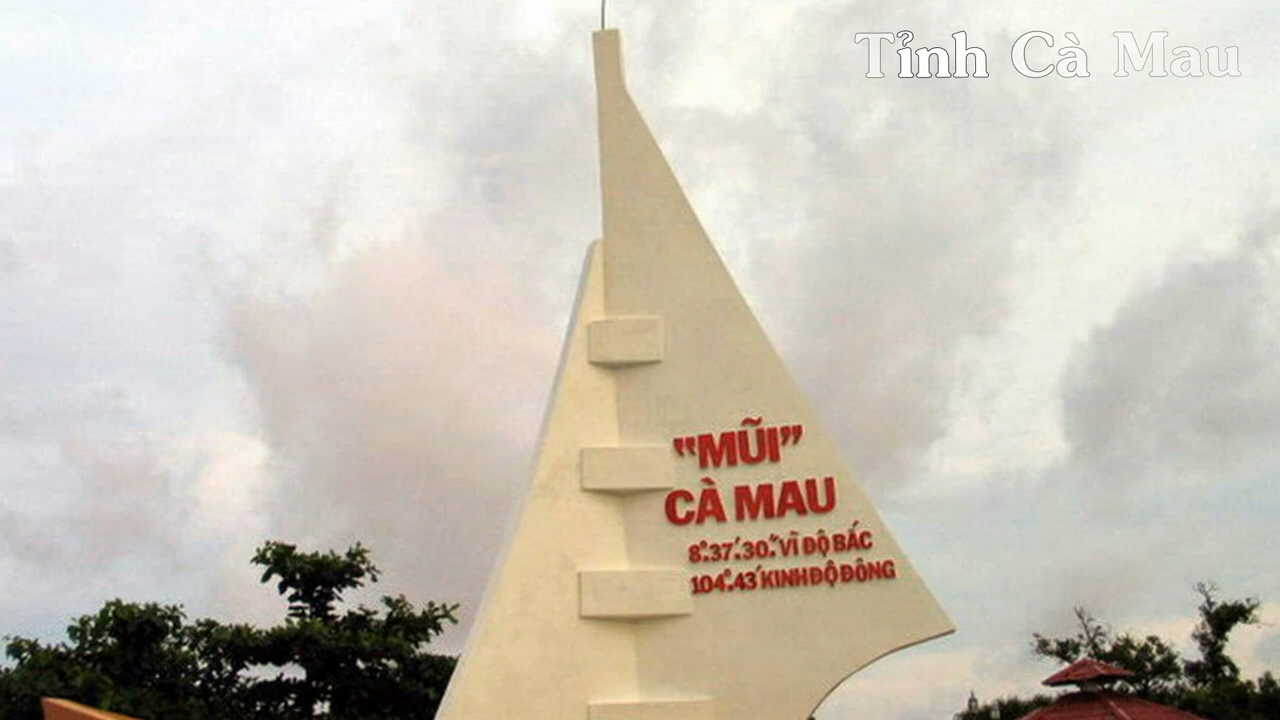 Tỉnh Cà Mau
"MŨI"
CÀ MAU
8°.37'.30." VĨ ĐỘ BẮC
104°.43' KINH ĐỘ ĐÔNG